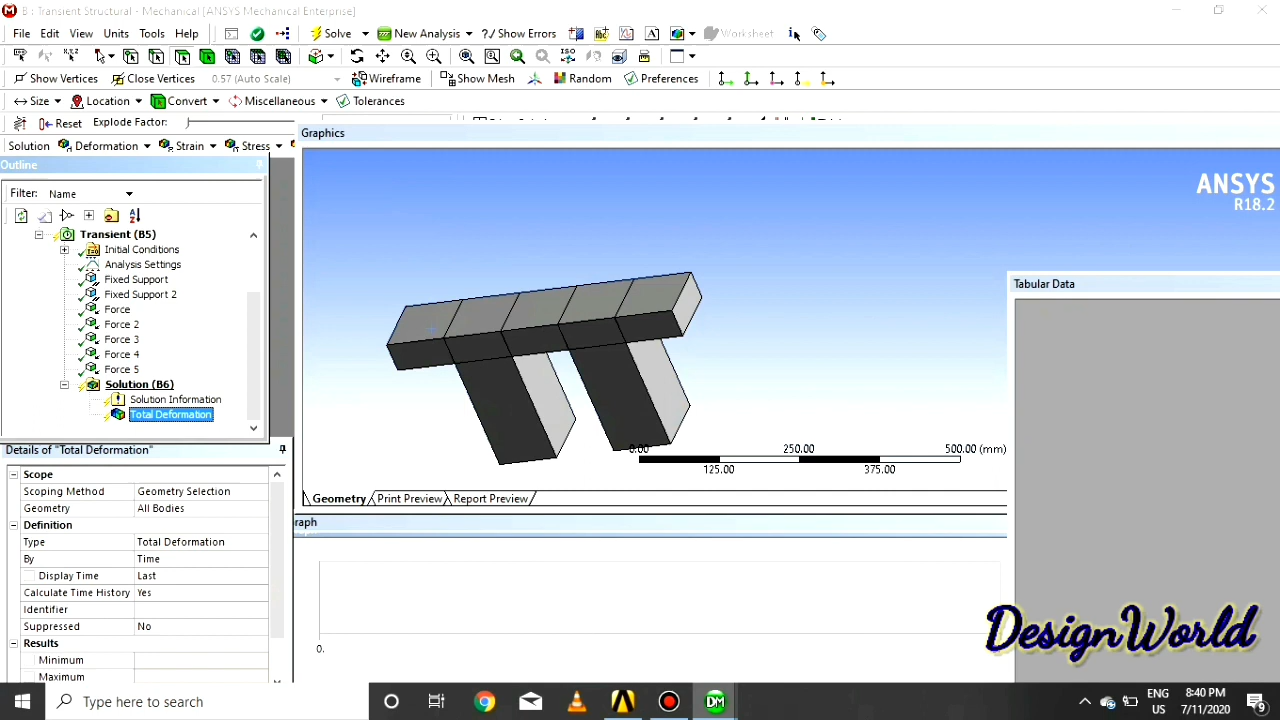 B : Transient Structural - Mechanical [ANSYS Mechanical Enterprise]
File Edit View Units Tools Help Solve New Analysis ?/ Show Errors Worksheet
Show Vertices Close Vertices 0.57 (Auto Scale) Wireframe Show Mesh Random Preferences
Size Location Convert Miscellaneous Tolerances
Reset Explode Factor:
Solution Deformation Strain Stress
Graphics
Outline
Filter: Name
Transient (B5)
Initial Conditions
Analysis Settings
Fixed Support
Fixed Support 2
Force
Force 2
Force 3
Force 4
Force 5
Solution (B6)
Solution Information
Total Deformation
ANSYS
R18.2
Tabular Data
0.00 250.00 500.00 (mm)
125.00 375.00
Geometry Print Preview Report Preview
Details of "Total Deformation"
Scope
Scoping Method Geometry Selection
Geometry All Bodies
Definition
Type Total Deformation
By Time
Display Time Last
Calculate Time History Yes
Identifier
Suppressed No
Results
Minimum
Maximum
raph
0.
DesignWorld
Type here to search
DM
ENG
US
8:40 PM
7/11/2020
9